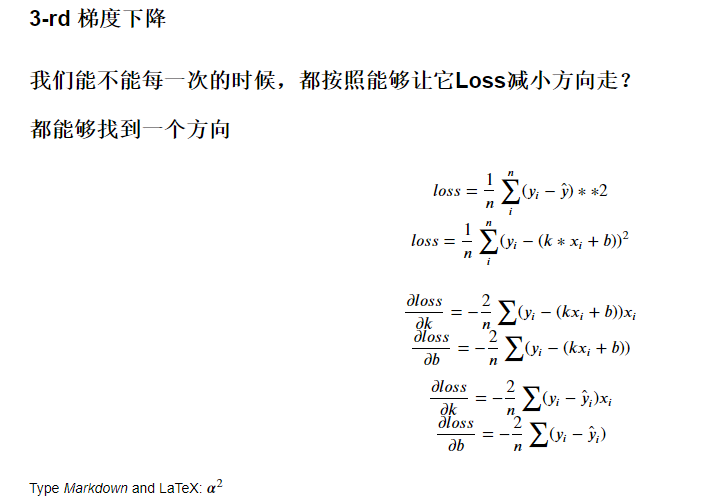 3-rd 梯度下降
我们能不能每一次的时候，都按照能够让它Loss减小方向走？
都能够找到一个方向
loss = \frac{1}{n} \sum_{i}^{n} (y_i - \hat{y}) * *2
loss = \frac{1}{n} \sum_{i}^{n} (y_i - (k * x_i + b))^2
\frac{\partial loss}{\partial k} = -\frac{2}{n} \sum (y_i - (kx_i + b))x_i
\frac{\partial loss}{\partial b} = -\frac{2}{n} \sum (y_i - (kx_i + b))
\frac{\partial loss}{\partial k} = -\frac{2}{n} \sum (y_i - \hat{y}_i)x_i
\frac{\partial loss}{\partial b} = -\frac{2}{n} \sum (y_i - \hat{y}_i)
Type Markdown and LaTeX: α²